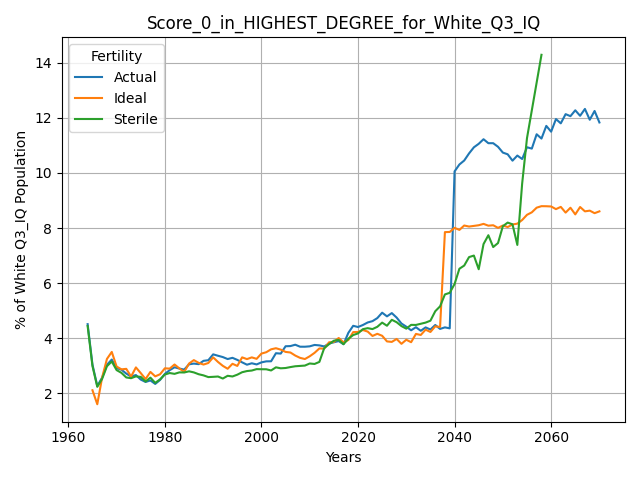 Score_0_in_HIGHEST_DEGREE_for_White_Q3_IQ
Fertility
Actual
Ideal
Sterile
% of White Q3_IQ Population
14
12
10
8
6
4
2
1960
1980
2000
2020
2040
2060
Years